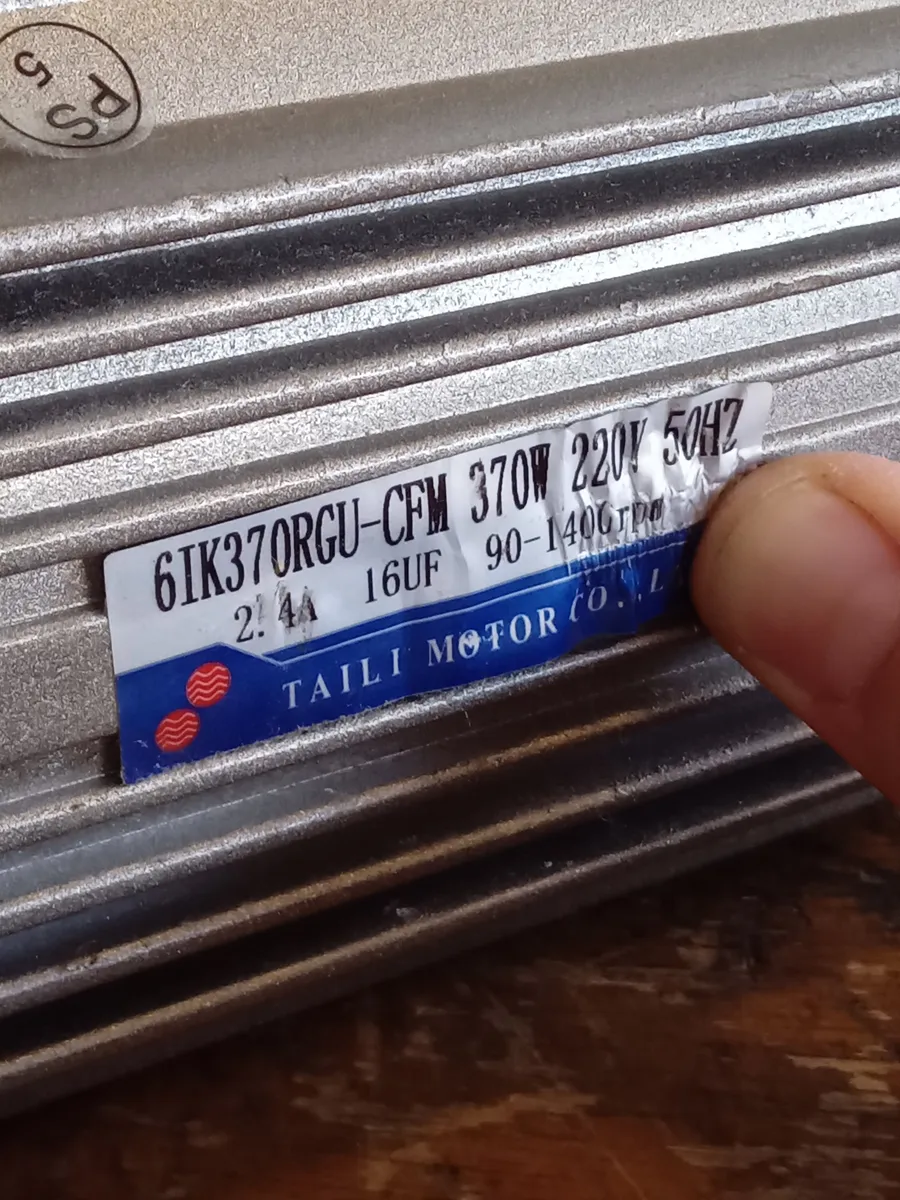 PS
5
6IK370RGU-CFM 370W 220V 50HZ
2.4A 16UF 90-1400rpm
TAILI MOTOR CO.,L